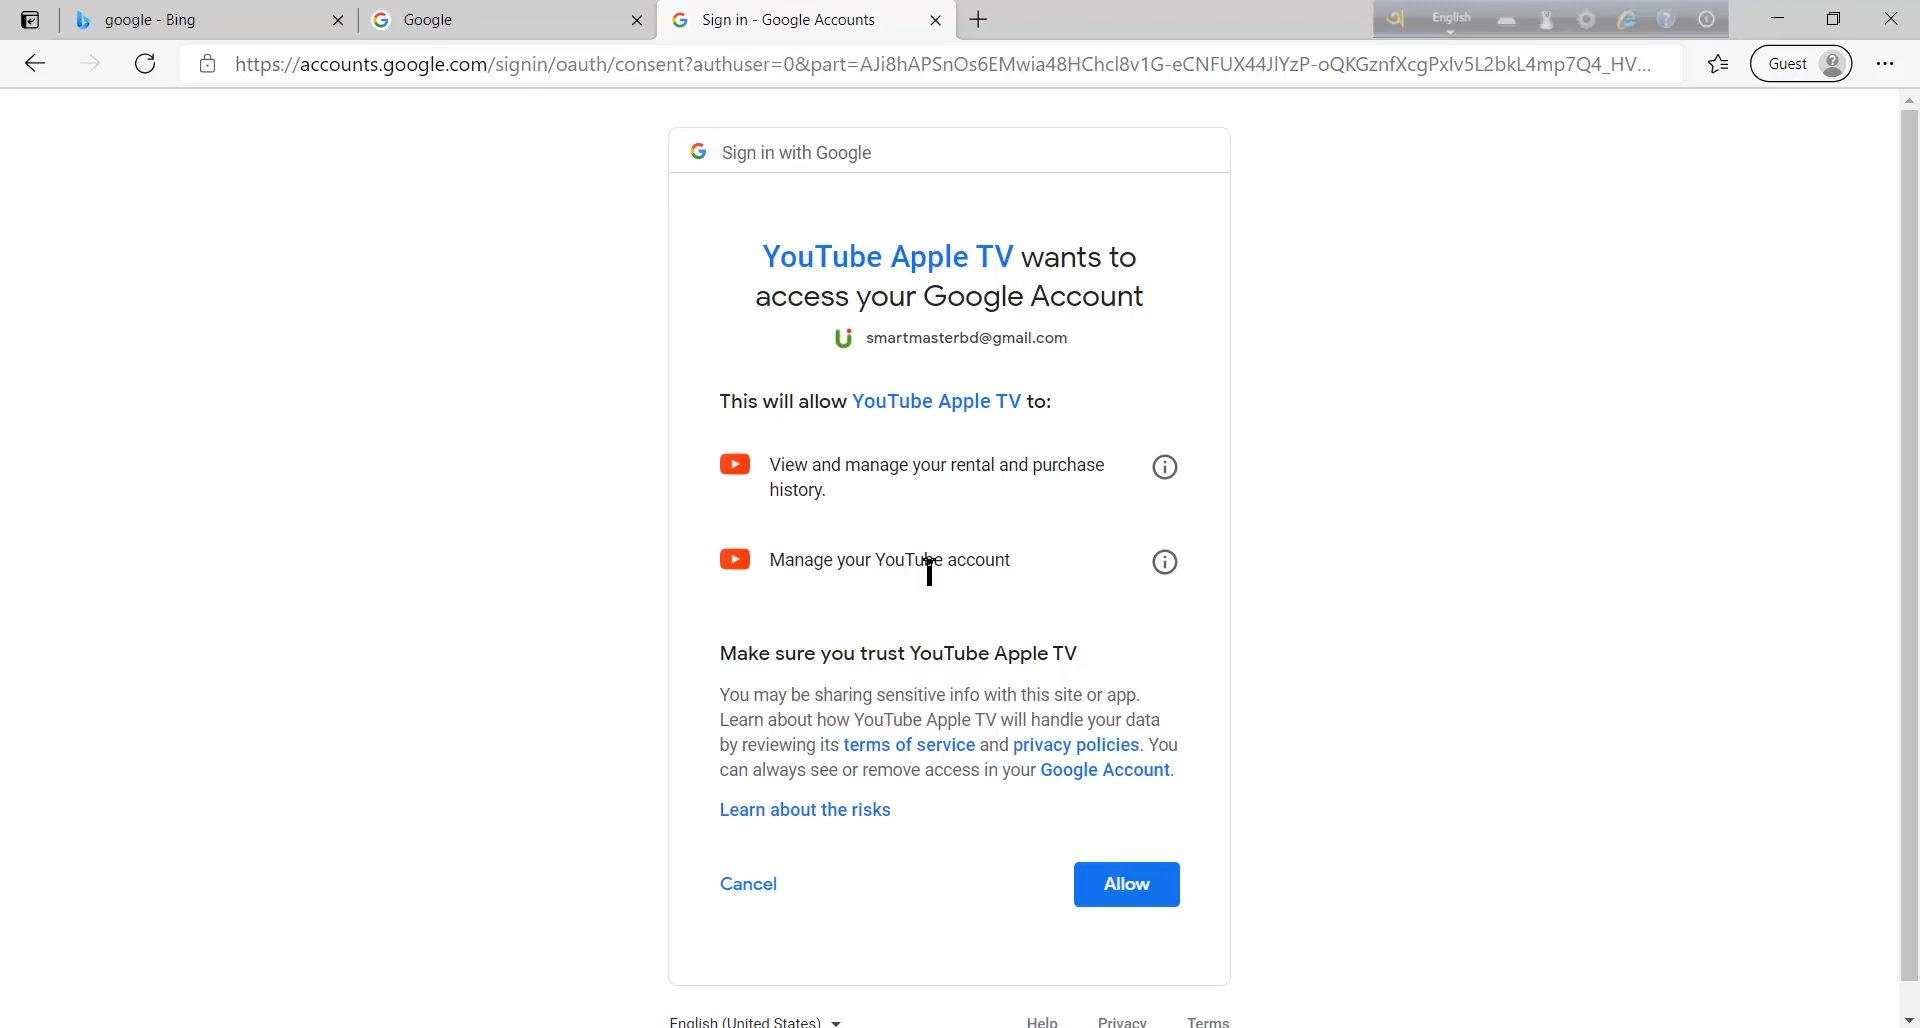 google - Bing
Google
Sign in - Google Accounts
English
https://accounts.google.com/signin/oauth/consent?authuser=0&part=AJi8hAPSnOs6EMwia48HChcl8v1G-eCNFUX44JlYzP-oQKGznfXcgPxIv5L2bkL4mp7Q4_HV...
Guest
Sign in with Google
YouTube Apple TV wants to
access your Google Account
smartmasterbd@gmail.com
This will allow YouTube Apple TV to:
View and manage your rental and purchase
history.
Manage your YouTube account
Make sure you trust YouTube Apple TV
You may be sharing sensitive info with this site or app.
Learn about how YouTube Apple TV will handle your data
by reviewing its terms of service and privacy policies. You
can always see or remove access in your Google Account.
Learn about the risks
Cancel
Allow
English (United States)
Help
Privacy
Terms